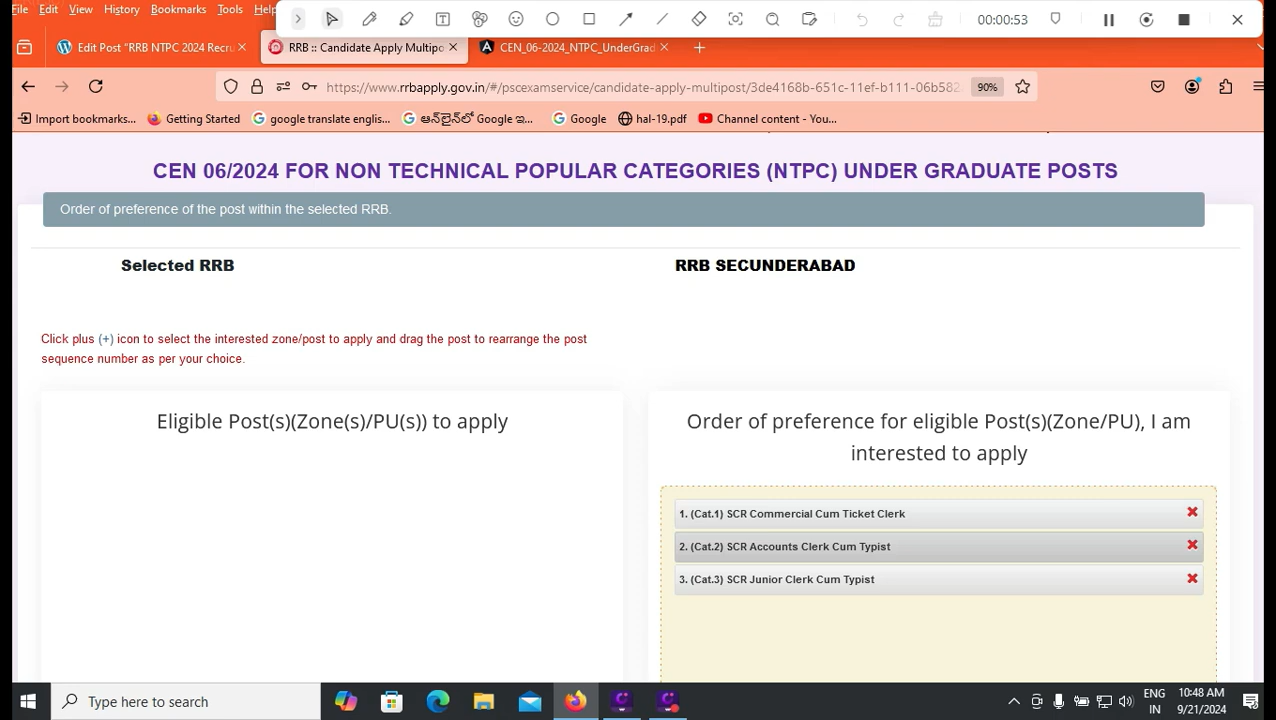 File Edit View History Bookmarks Tools
00:00:53
Edit Post "RRB NTPC 2024 Recru
RRB :: Candidate Apply Multipo
CEN_06-2024_NTPC_UnderGrad
https://www.rrbapply.gov.in/#/pscexamservice/candidate-apply-multipost/3de4168b-651c-11ef-b111-06b582
90%
Import bookmarks...
Getting Started
google translate englis...
ఆన్‌లైన్‌లో Google ఇ...
Google
hal-19.pdf
Channel content - You...
CEN 06/2024 FOR NON TECHNICAL POPULAR CATEGORIES (NTPC) UNDER GRADUATE POSTS
Order of preference of the post within the selected RRB.
Selected RRB
RRB SECUNDERABAD
Click plus (+) icon to select the interested zone/post to apply and drag the post to rearrange the post
sequence number as per your choice.
Eligible Post(s)(Zone(s)/PU(s)) to apply
Order of preference for eligible Post(s)(Zone/PU), I am
interested to apply
1. (Cat.1) SCR Commercial Cum Ticket Clerk
2. (Cat.2) SCR Accounts Clerk Cum Typist
3. (Cat.3) SCR Junior Clerk Cum Typist
Type here to search
ENG
IN
10:48 AM
9/21/2024